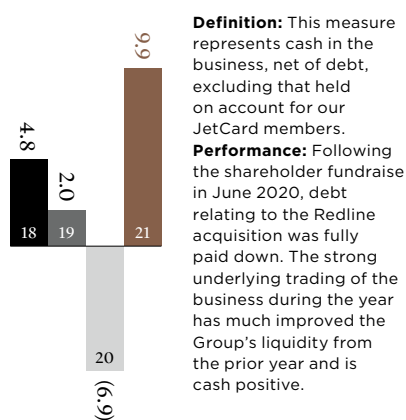 4.8
2.0
9.9
18
19
21
20
(6.9)
Definition: This measure
represents cash in the
business, net of debt,
excluding that held
on account for our
JetCard members.
Performance: Following
the shareholder fundraise
in June 2020, debt
relating to the Redline
acquisition was fully
paid down. The strong
underlying trading of the
business during the year
has much improved the
Group’s liquidity from
the prior year and is
cash positive.